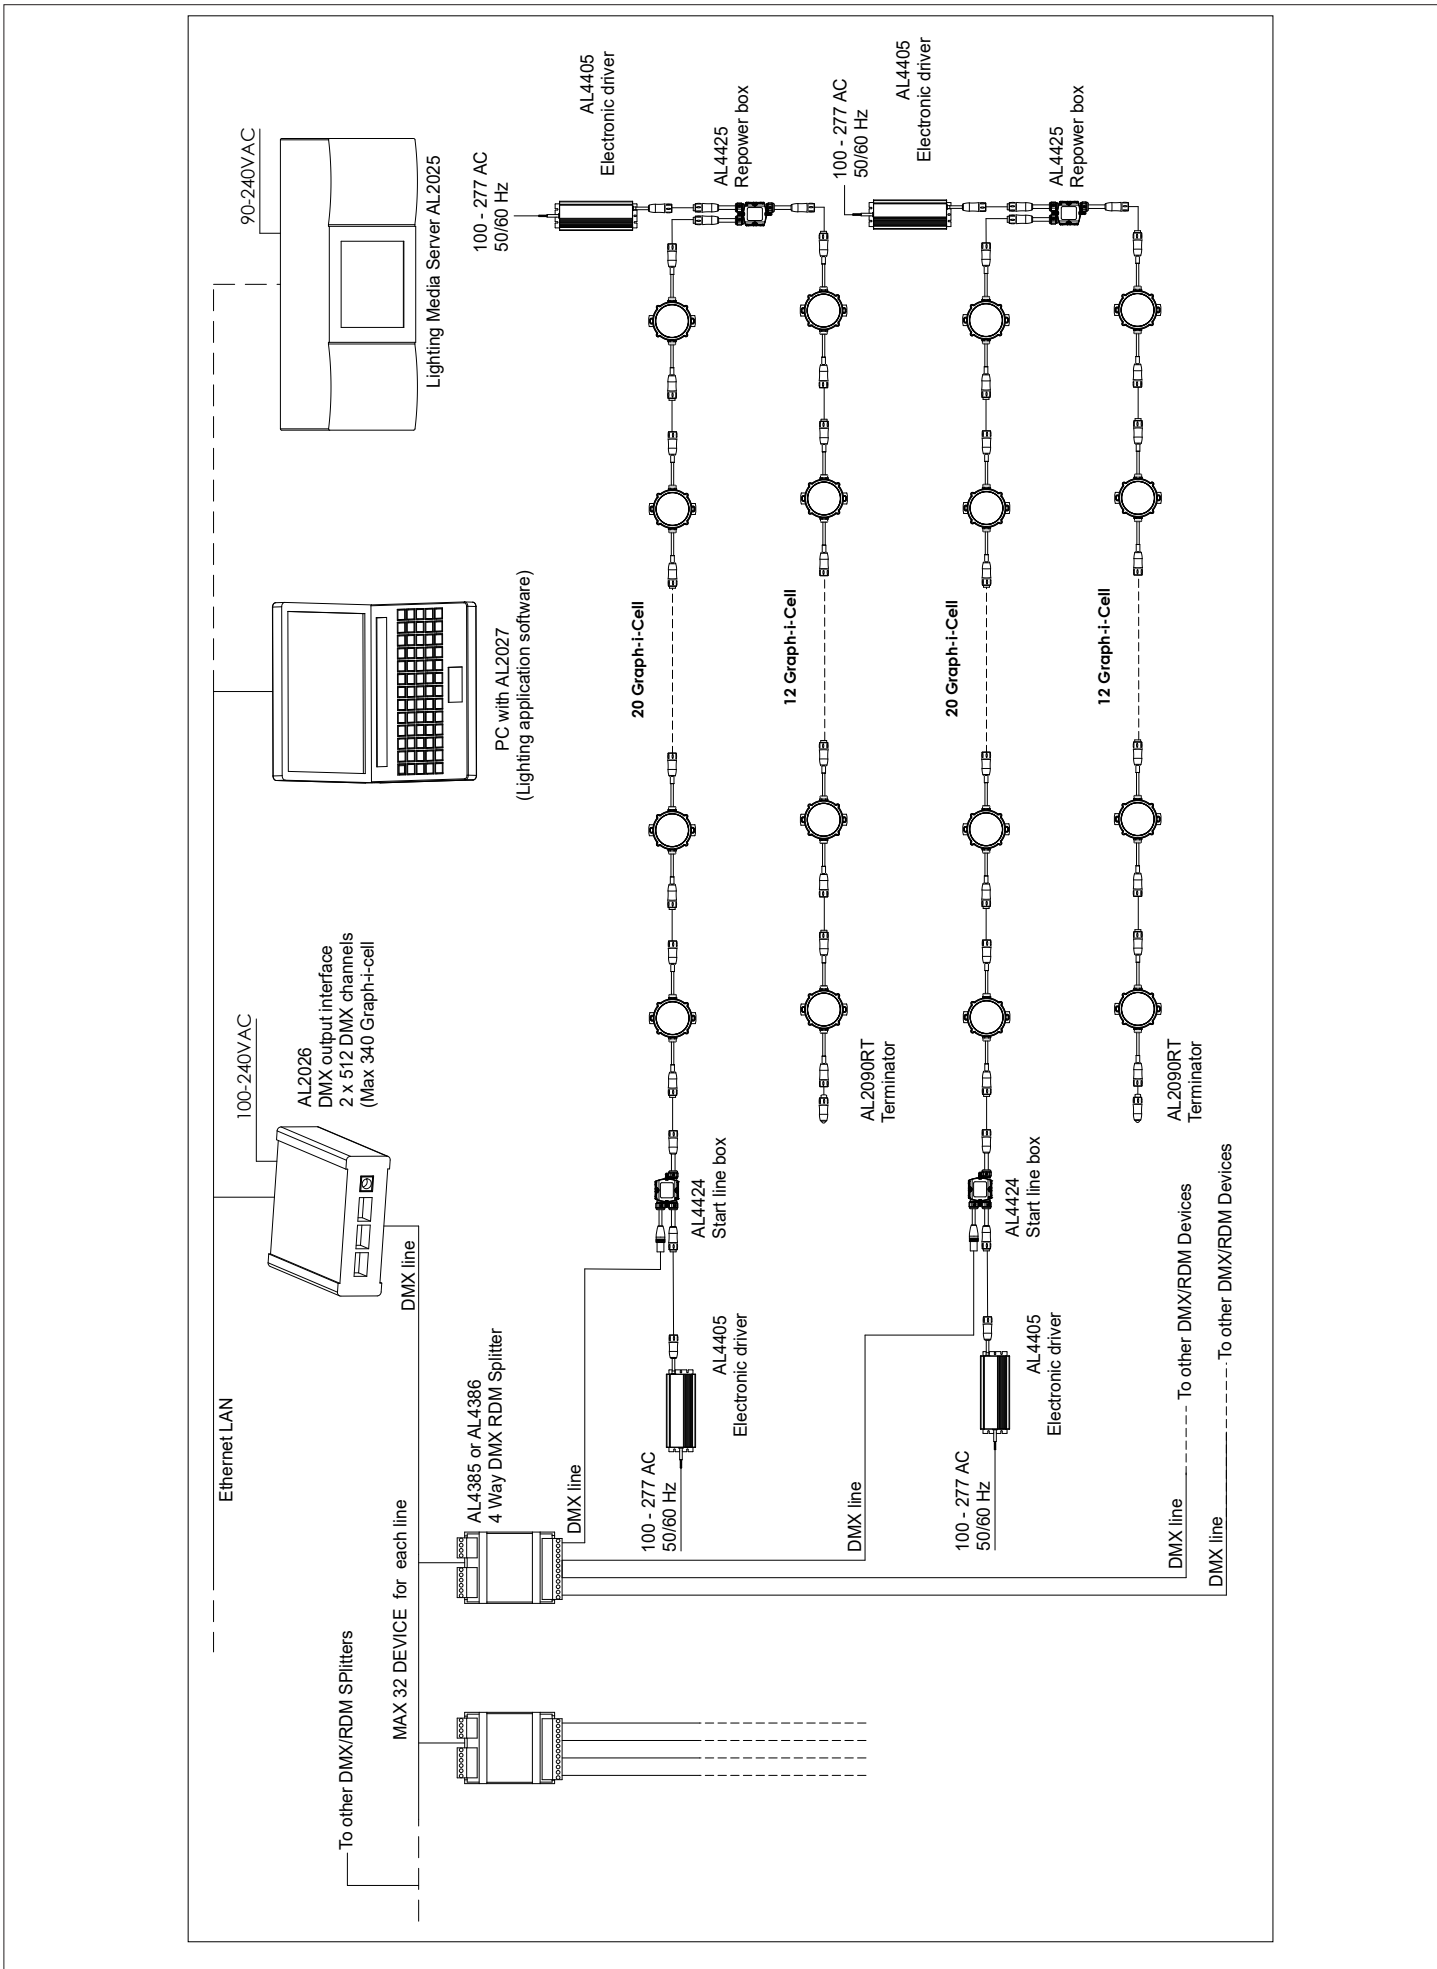 Ethernet LAN
100-240VAC
AL2026
DMX output interface
2 x 512 DMX channels
(Max 340 Graph-i-cell)
PC with AL2027
(Lighting application software)
90-240VAC
Lighting Media Server AL2025
To other DMX/RDM SPlitters
MAX 32 DEVICE for each line
DMX line
AL4385 or AL4386
4 Way DMX RDM Splitter
DMX line
100 - 277 AC
50/60 Hz
AL4405
Electronic driver
AL4424
Start line box
20 Graph-i-Cell
100 - 277 AC
50/60 Hz
AL4405
Electronic driver
AL4425
Repower box
12 Graph-i-Cell
AL2090RT
Terminator
DMX line
100 - 277 AC
50/60 Hz
AL4405
Electronic driver
AL4424
Start line box
20 Graph-i-Cell
100 - 277 AC
50/60 Hz
AL4405
Electronic driver
AL4425
Repower box
12 Graph-i-Cell
AL2090RT
Terminator
DMX line
To other DMX/RDM Devices
DMX line
To other DMX/RDM Devices